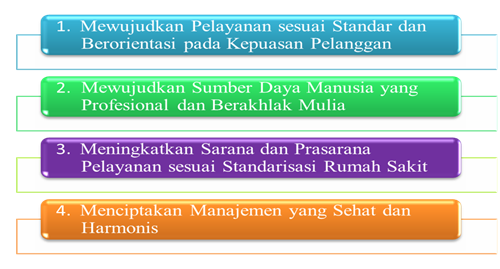 1. Mewujudkan Pelayanan sesuai Standar dan
Berorientasi pada Kepuasan Pelanggan
2. Mewujudkan Sumber Daya Manusia yang
Profesional dan Berakhlak Mulia
3. Meningkatkan Sarana dan Prasarana
Pelayanan sesuai Standarisasi Rumah Sakit
4. Menciptakan Manajemen yang Sehat dan
Harmonis